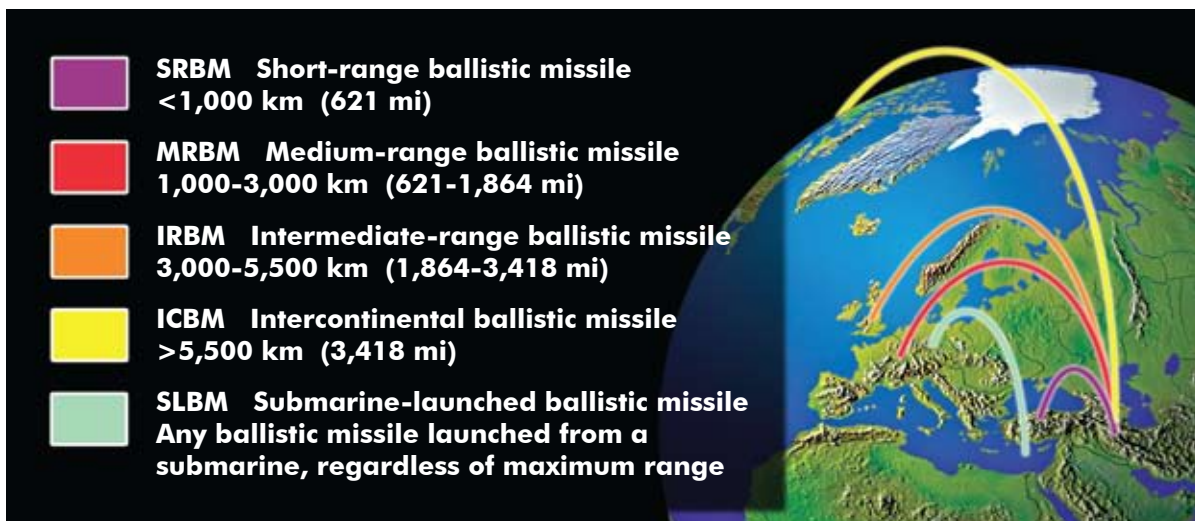 SRBM Short-range ballistic missile
<1,000 km (621 mi)
MRBM Medium-range ballistic missile
1,000-3,000 km (621-1,864 mi)
IRBM Intermediate-range ballistic missile
3,000-5,500 km (1,864-3,418 mi)
ICBM Intercontinental ballistic missile
>5,500 km (3,418 mi)
SLBM Submarine-launched ballistic missile
Any ballistic missile launched from a
submarine, regardless of maximum range